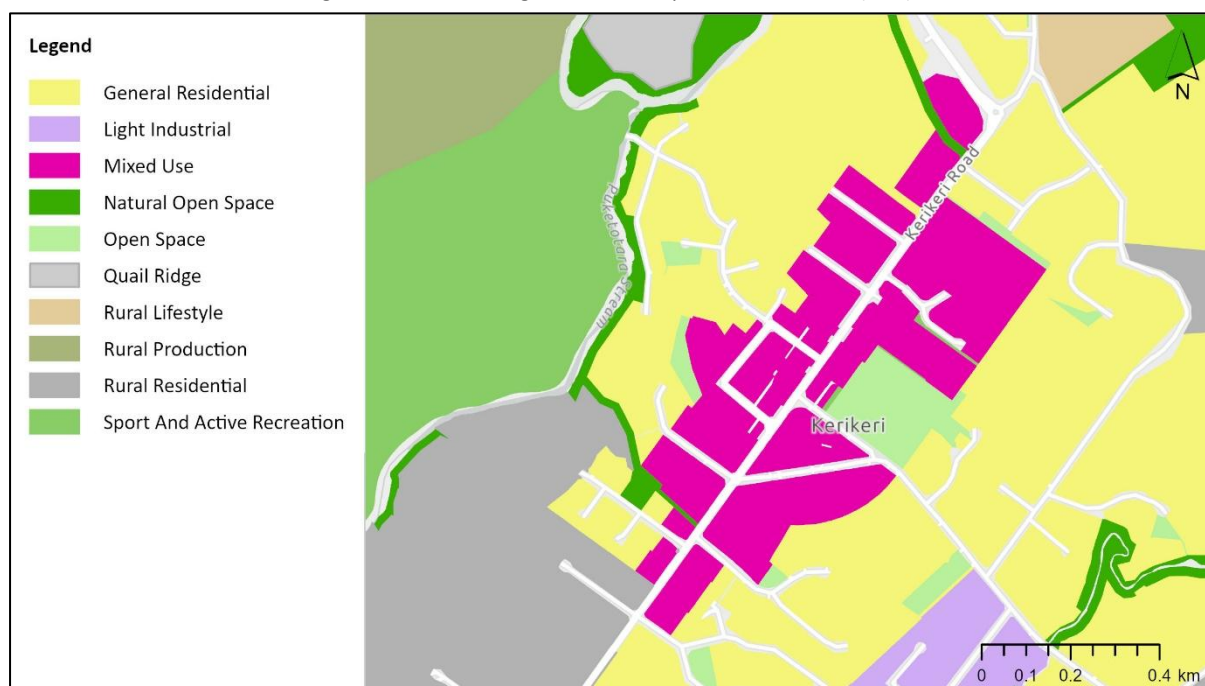 Legend
General Residential
Light Industrial
Mixed Use
Natural Open Space
Open Space
Quail Ridge
Rural Lifestyle
Rural Production
Rural Residential
Sport And Active Recreation
N
Kerikeri Road
Puketotara Stream
Kerikeri
0 0.1 0.2 0.4 km